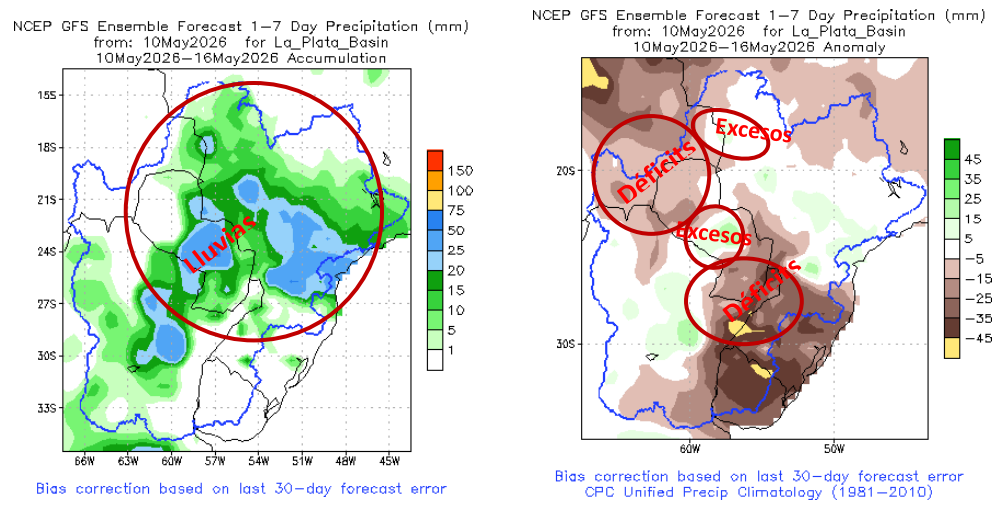 NCEP GFS Ensemble Forecast 1-7 Day Precipitation (mm)
from: 10May2026 for La_Plata_Basin
10May2026-16May2026 Accumulation
15S
18S
21S
24S
27S
30S
33S
66W 63W 60W 57W 54W 51W 48W 45W
Lluvias
150
100
75
50
25
20
15
10
5
1
Bias correction based on last 30-day forecast error
NCEP GFS Ensemble Forecast 1-7 Day Precipitation (mm)
from: 10May2026 for La_Plata_Basin
10May2026-16May2026 Anomaly
Excesos
Déficits
Excesos
Déficits
20S
30S
60W 50W
45
35
25
15
5
-5
-15
-25
-35
-45
Bias correction based on last 30-day forecast error
CPC Unified Precip Climatology (1981-2010)